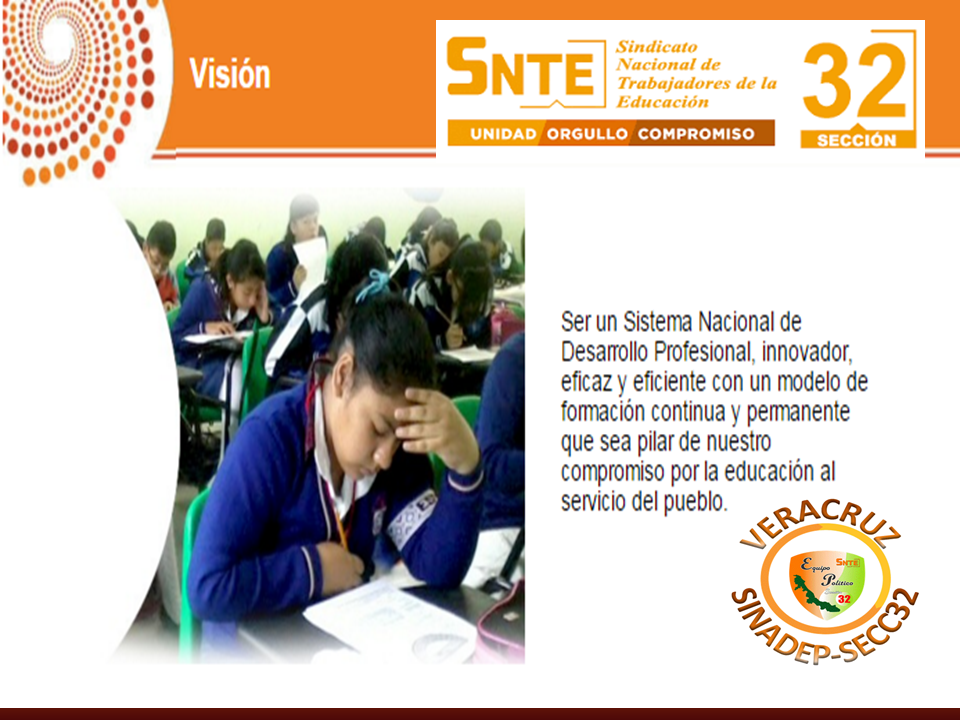 Visión
SNTE
Sindicato
Nacional de
Trabajadores de la
Educación
UNIDAD ORGULLO COMPROMISO
32
SECCIÓN
Ser un Sistema Nacional de
Desarrollo Profesional, innovador,
eficaz y eficiente con un modelo de
formación continua y permanente
que sea pilar de nuestro
compromiso por la educación al
servicio del pueblo.
VERACRUZ
Equipo SNTE
Político
32
SINADEP-SECC32